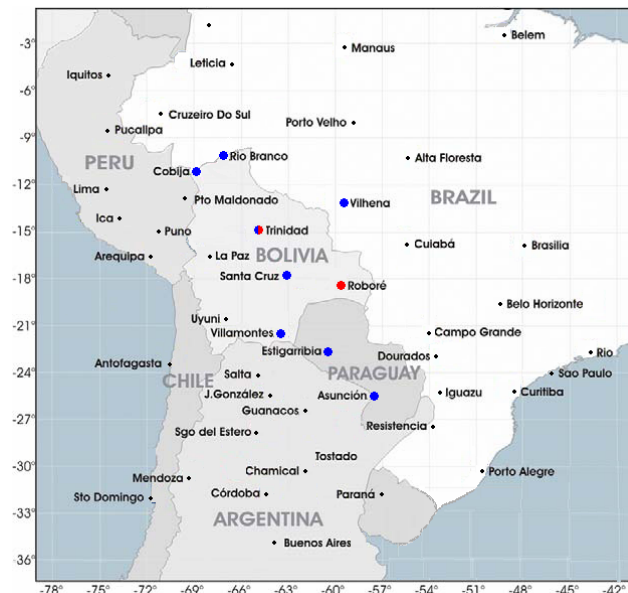 -3°
Belem
Manaus
Leticia
Iquitos
-6°
Cruzeiro Do Sul
Porto Velho
Pucallpa
-9°
Rio Branco
Alta Floresta
PERU
Cobija
-12°
Lima
Pto Maldonado
Vilhena
BRAZIL
Ica
-15°
Puno
Trinidad
Cuiabá
Brasilia
Arequipa
La Paz
BOLIVIA
-18°
Santa Cruz
Roboré
Belo Horizonte
Uyuni
-21°
Villamontes
Campo Grande
Estigarribia
Dourados
Rio
Antofagasta
-24°
CHILE
Salta
PARAGUAY
Sao Paulo
J.González
Asunción
Iguazu
Curitiba
Guanacos
-27°
Sgo del Estero
Resistencia
Tostado
-30°
Mendoza
Chamical
Porto Alegre
Sto Domingo
Córdoba
Paraná
-33°
ARGENTINA
Buenos Aires
-36°
-78° -75° -72° -69° -66° -63° -60° -57° -54° -51° -48° -45° -42°